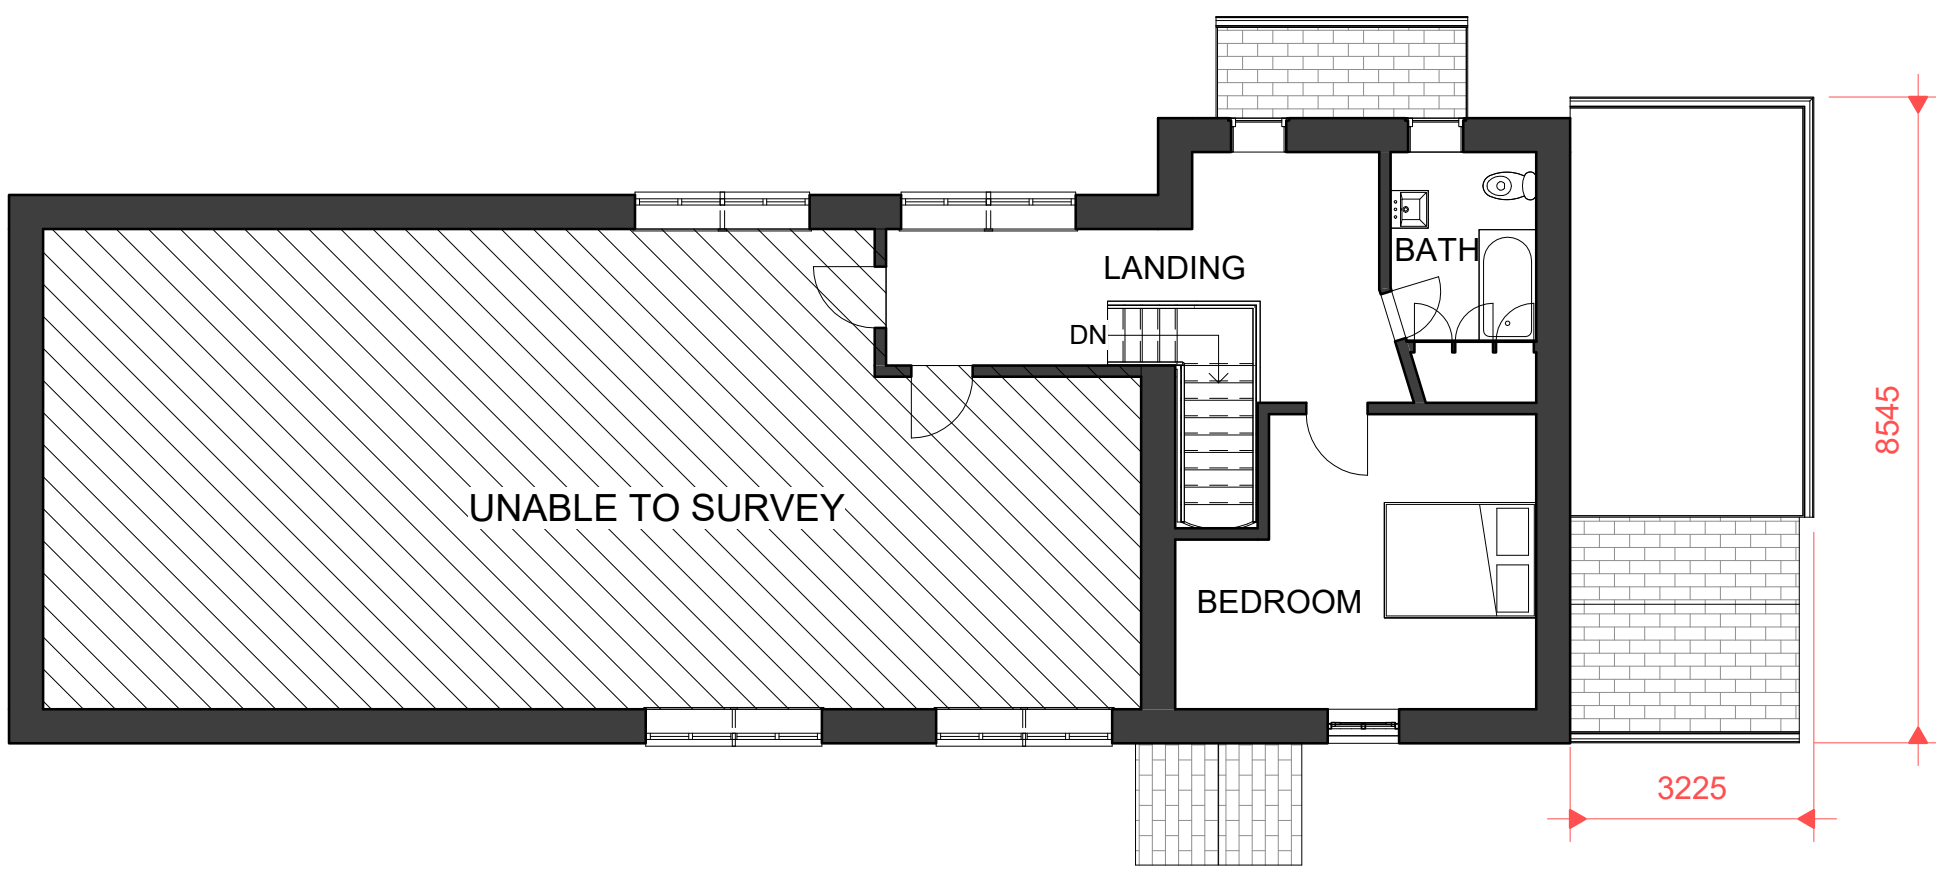 BATH
LANDING
DN
8545
UNABLE TO SURVEY
BEDROOM
3225